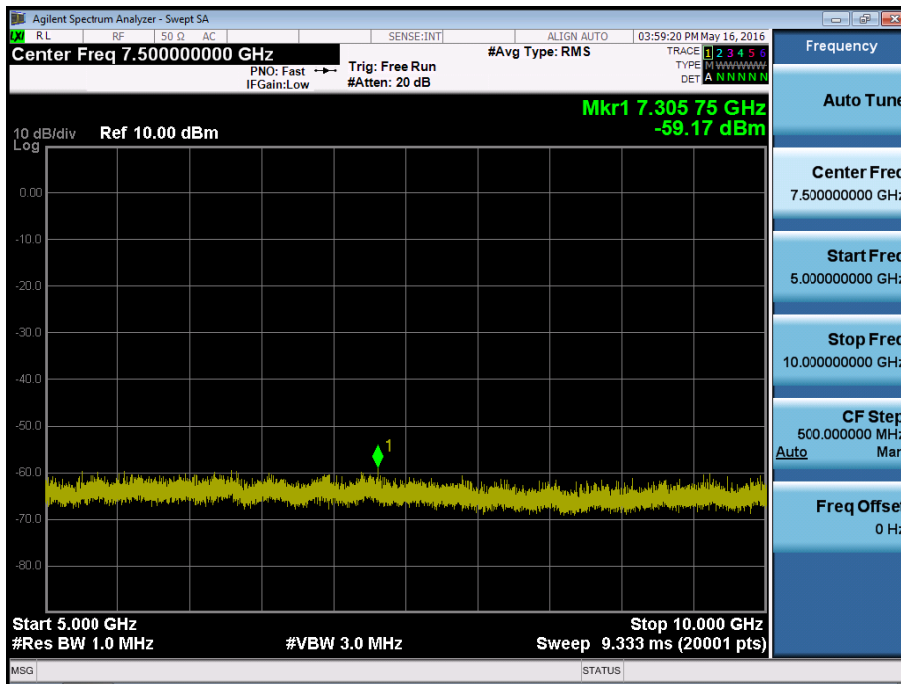 Agilent Spectrum Analyzer - Swept SA
LXI RL RF 50 Ω AC SENSE:INT ALIGN AUTO 03:59:20 PM May 16, 2016
Center Freq 7.500000000 GHz
PNO: Fast
IFGain:Low
Trig: Free Run
#Atten: 20 dB
#Avg Type: RMS
TRACE 1 2 3 4 5 6
TYPE M W W W W W
DET A N N N N N
Mkr1 7.305 75 GHz
-59.17 dBm
10 dB/div Ref 10.00 dBm
Log
0.00
-10.0
-20.0
-30.0
-40.0
-50.0
-60.0
-70.0
-80.0
1
Start 5.000 GHz Stop 10.000 GHz
#Res BW 1.0 MHz #VBW 3.0 MHz Sweep 9.333 ms (20001 pts)
MSG STATUS
Frequency
Auto Tune
Center Freq
7.500000000 GHz
Start Freq
5.000000000 GHz
Stop Freq
10.000000000 GHz
CF Step
500.000000 MHz
Auto Man
Freq Offset
0 Hz